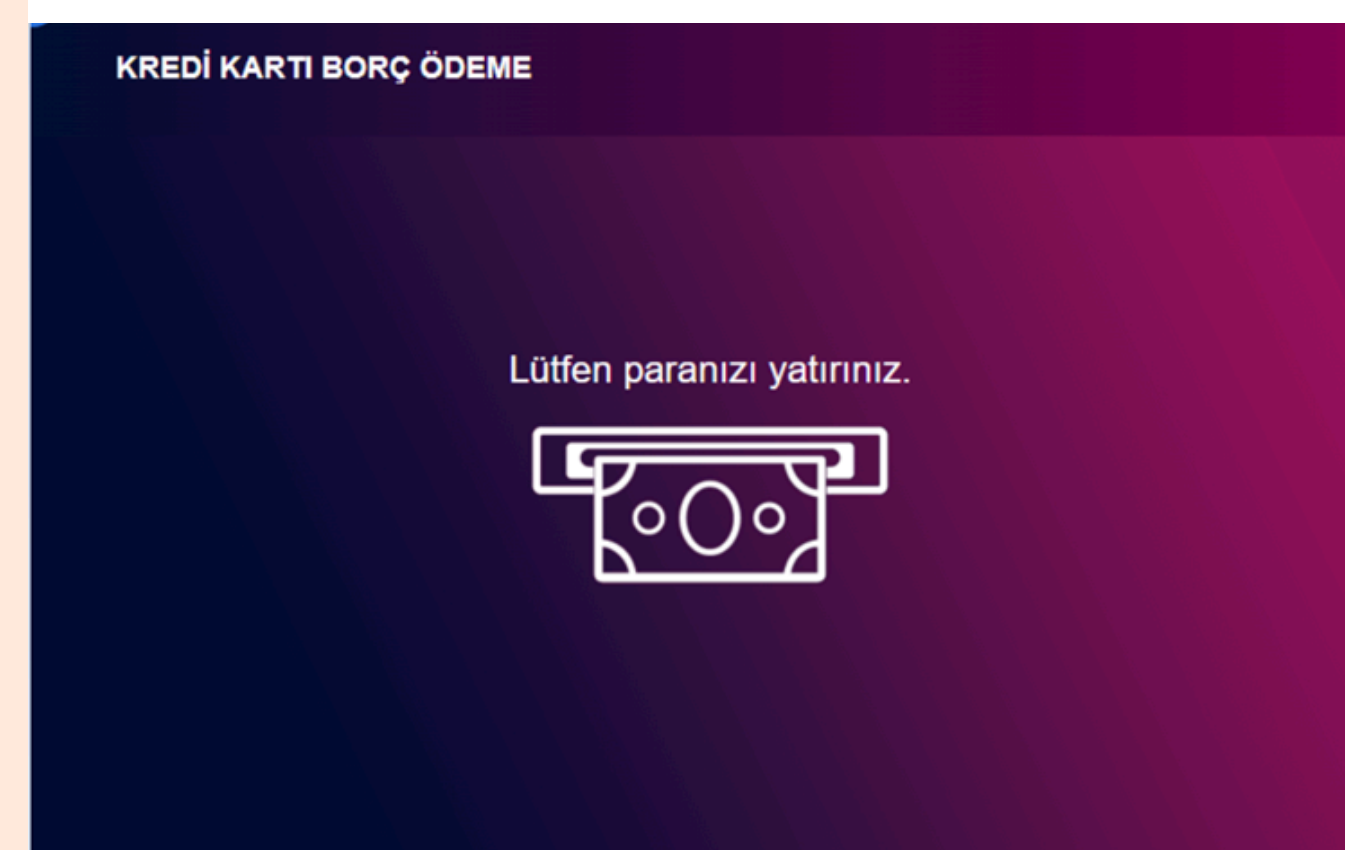 KREDİ KARTI BORÇ ÖDEME
Lütfen paranızı yatırınız.